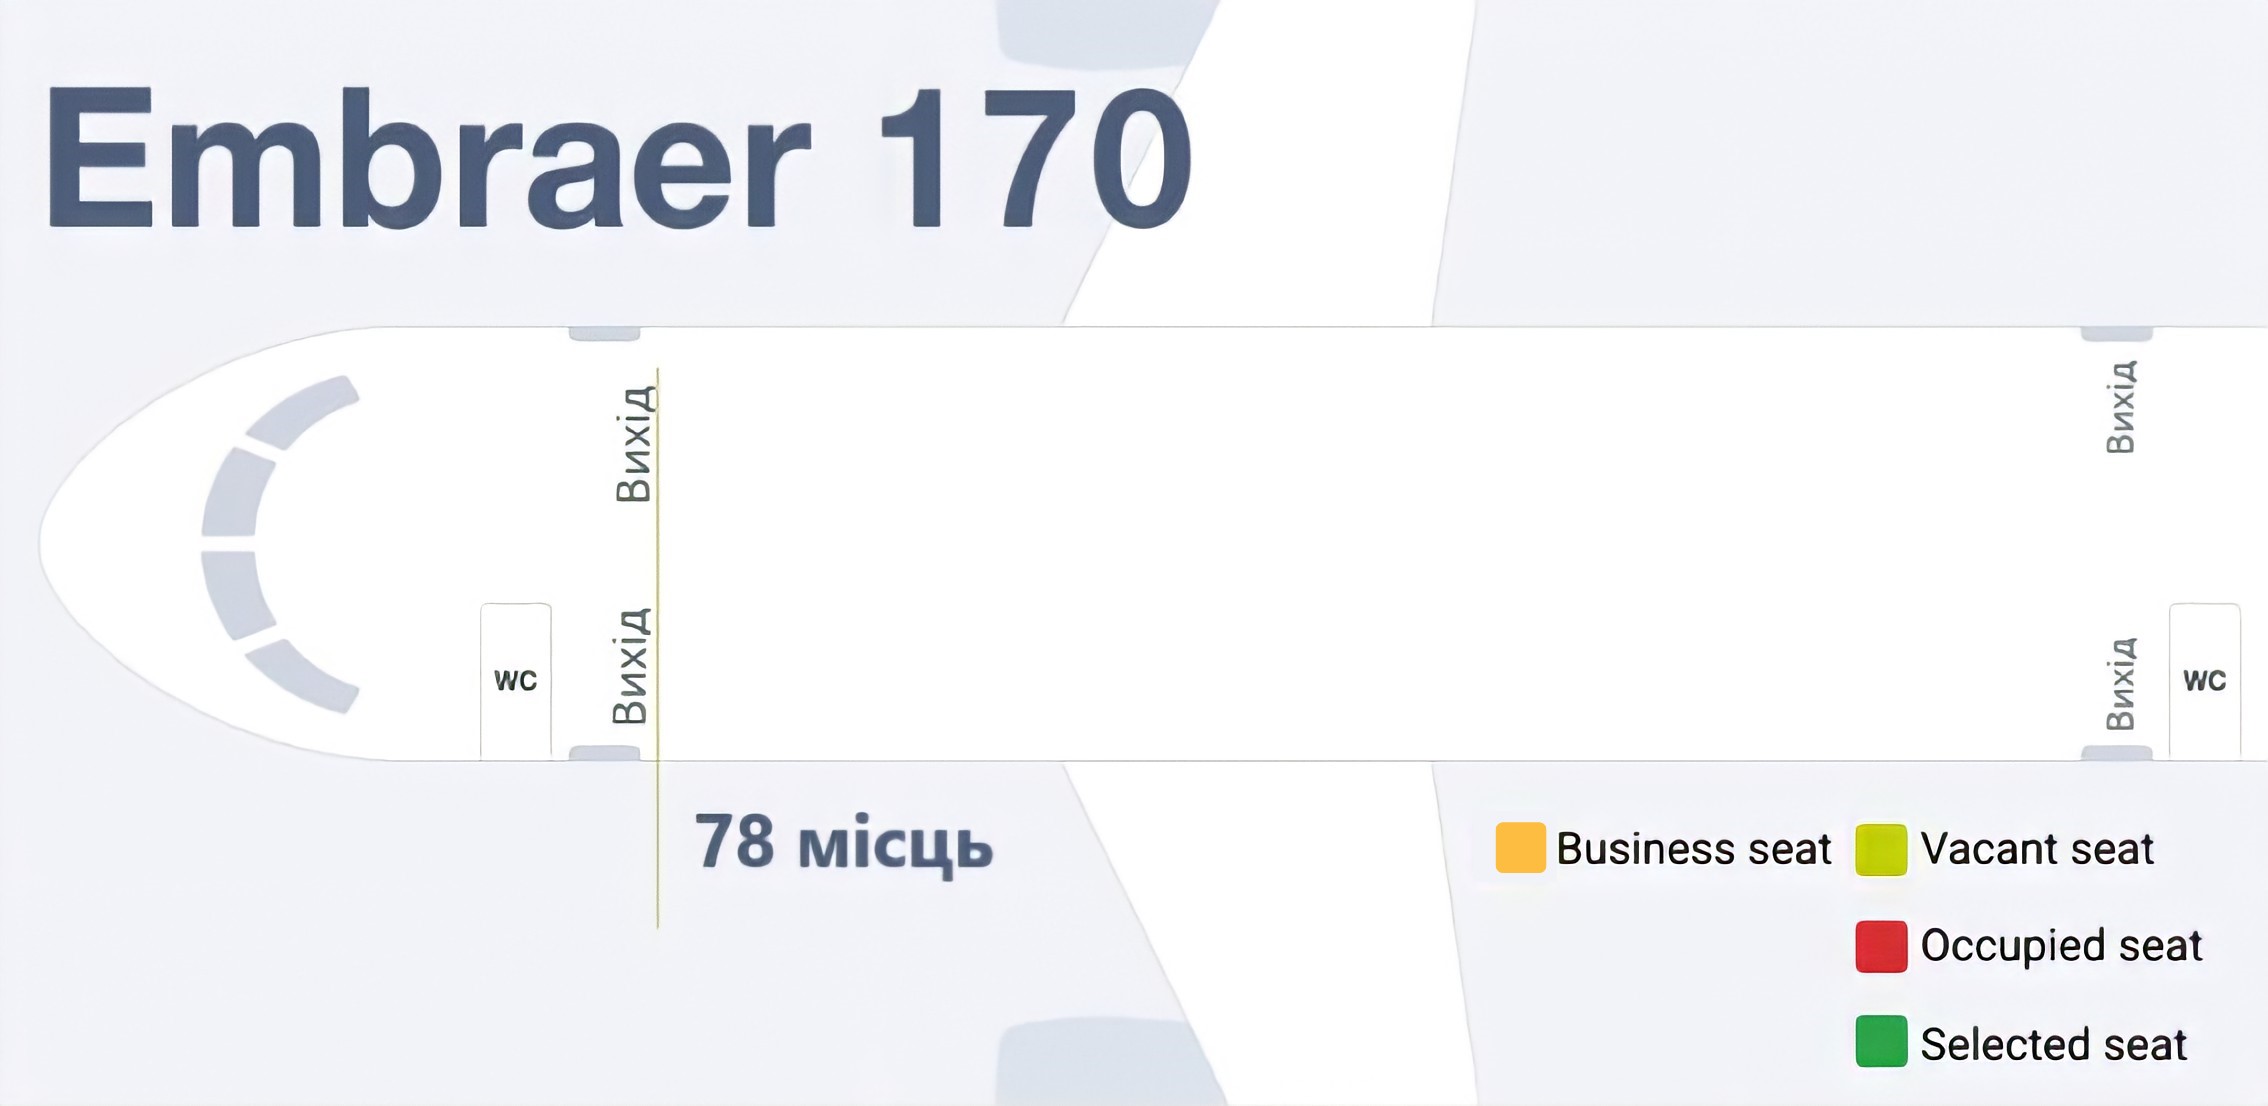 Embraer 170
Вихід
Вихід
Вихід
Вихід
WC
WC
78 місць
Business seat
Vacant seat
Occupied seat
Selected seat